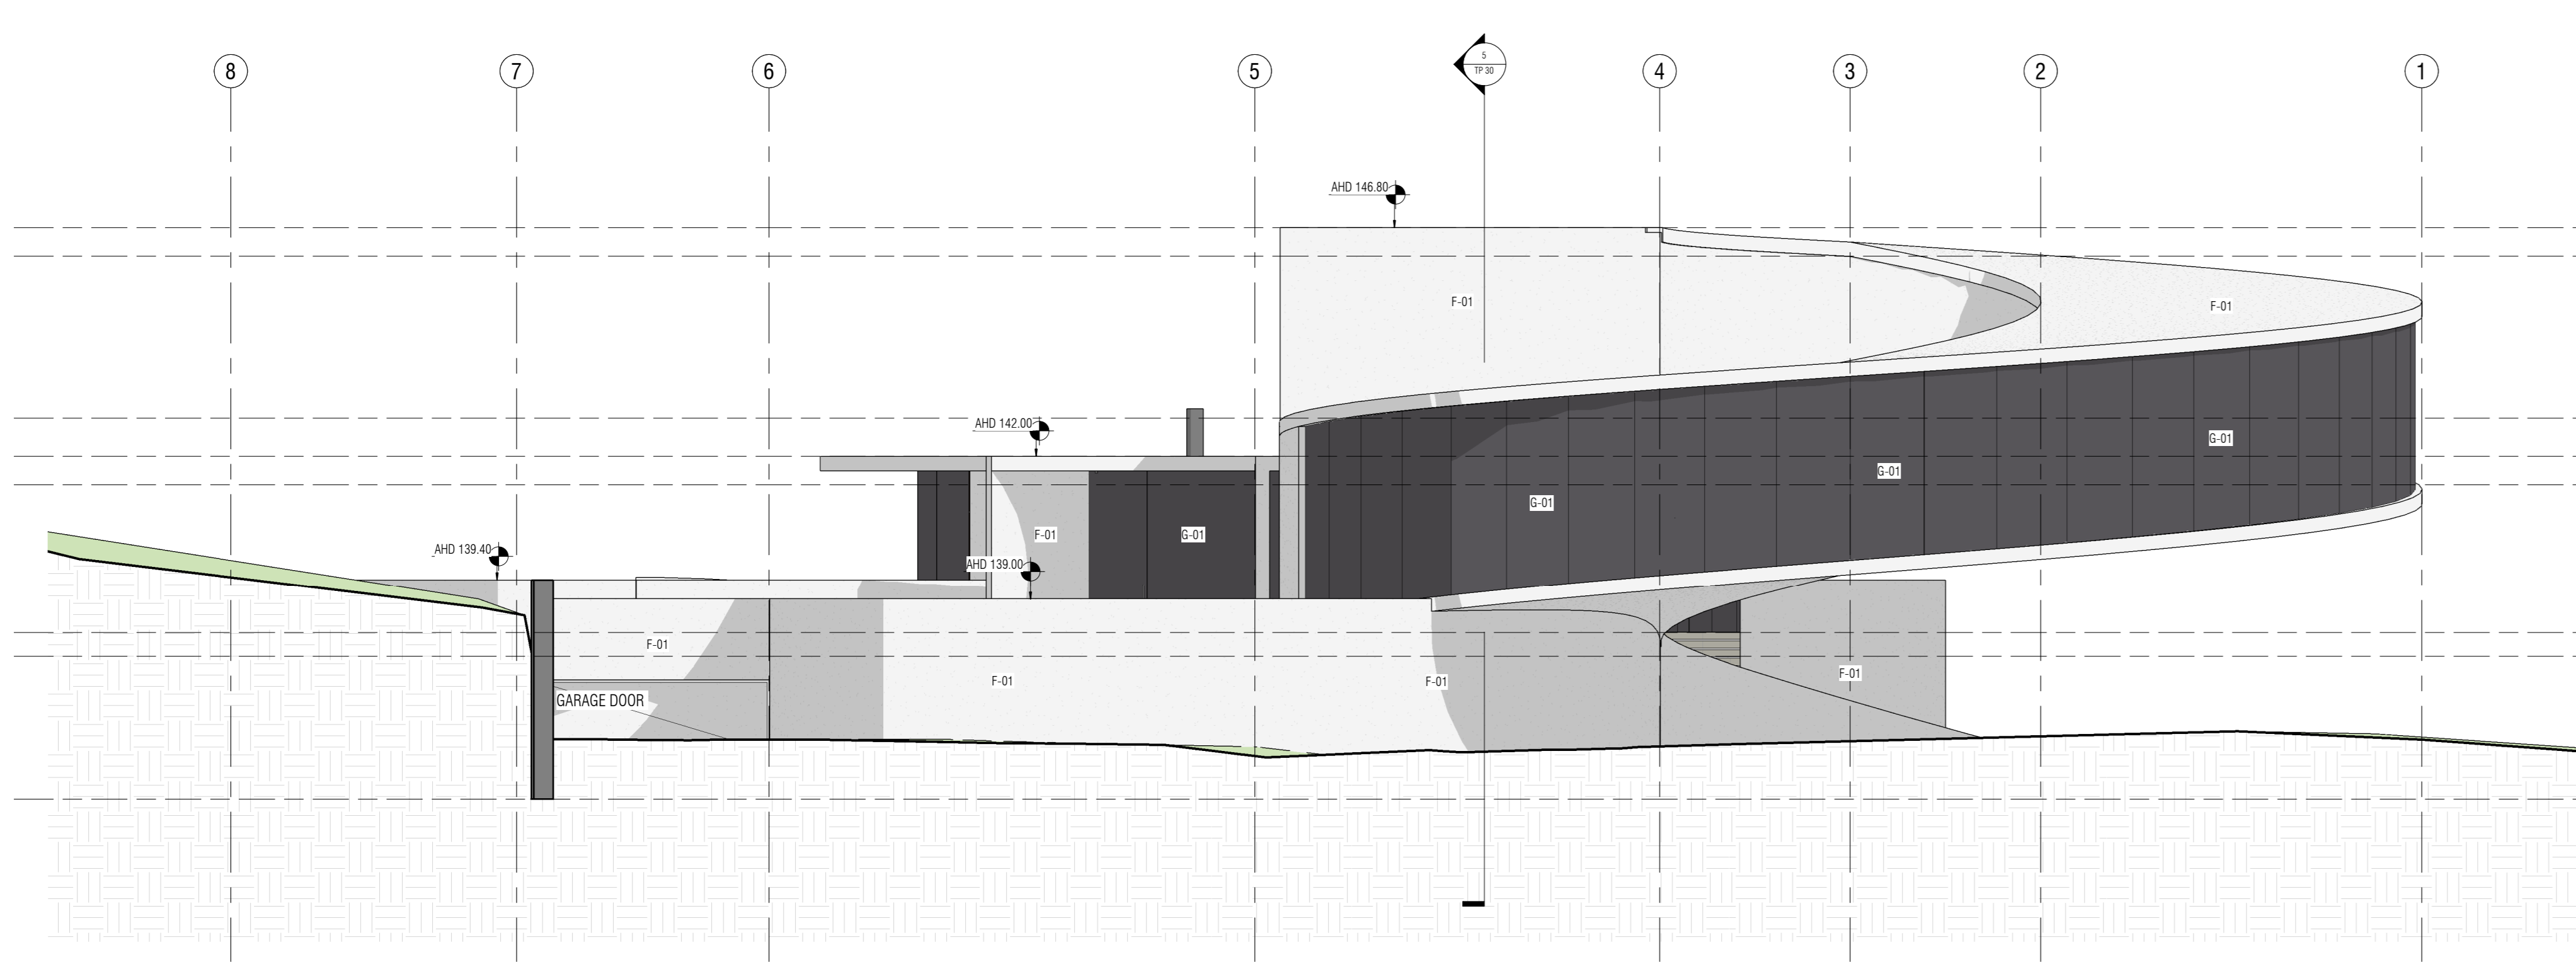 8
7
6
5
5
TP 30
4
3
2
1
AHD 146.80
F-01
F-01
AHD 142.00
G-01
G-01
G-01
F-01
G-01
AHD 139.40
AHD 139.00
F-01
F-01
F-01
F-01
GARAGE DOOR